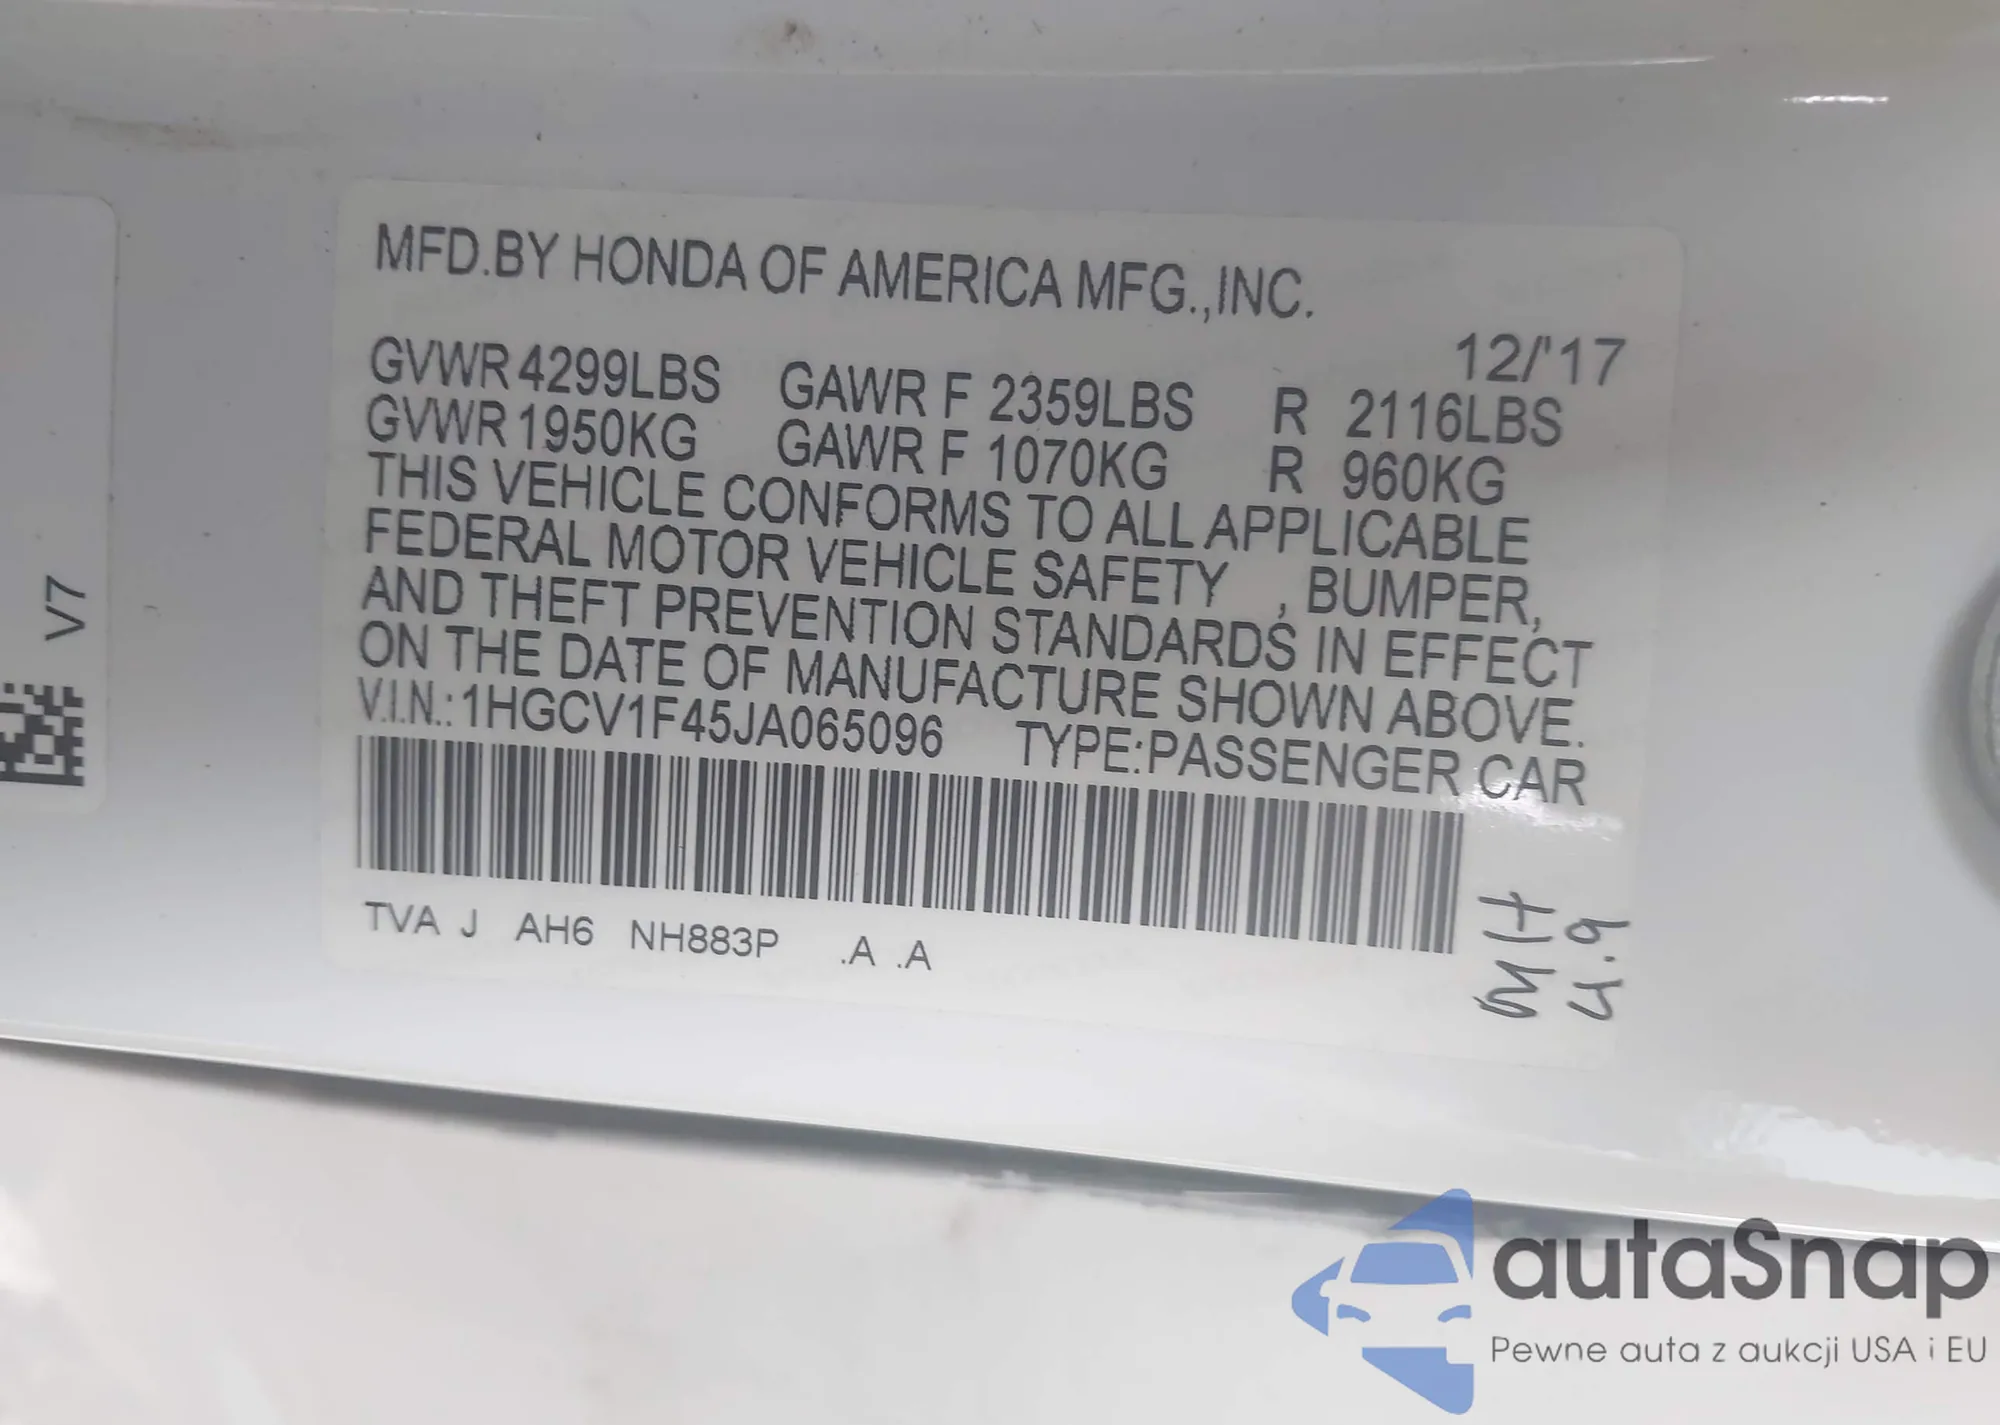 MFD.BY HONDA OF AMERICA MFG.,INC.
12/'17
GVWR 4299LBS GAWR F 2359LBS R 2116LBS
GVWR 1950KG GAWR F 1070KG R 960KG
THIS VEHICLE CONFORMS TO ALL APPLICABLE
FEDERAL MOTOR VEHICLE SAFETY , BUMPER,
AND THEFT PREVENTION STANDARDS IN EFFECT
ON THE DATE OF MANUFACTURE SHOWN ABOVE.
V.I.N.:1HGCV1F45JA065096 TYPE:PASSENGER CAR
TVA J AH6 NH883P .A .A
V7
autaSnap
Pewne auta z aukcji USA i EU